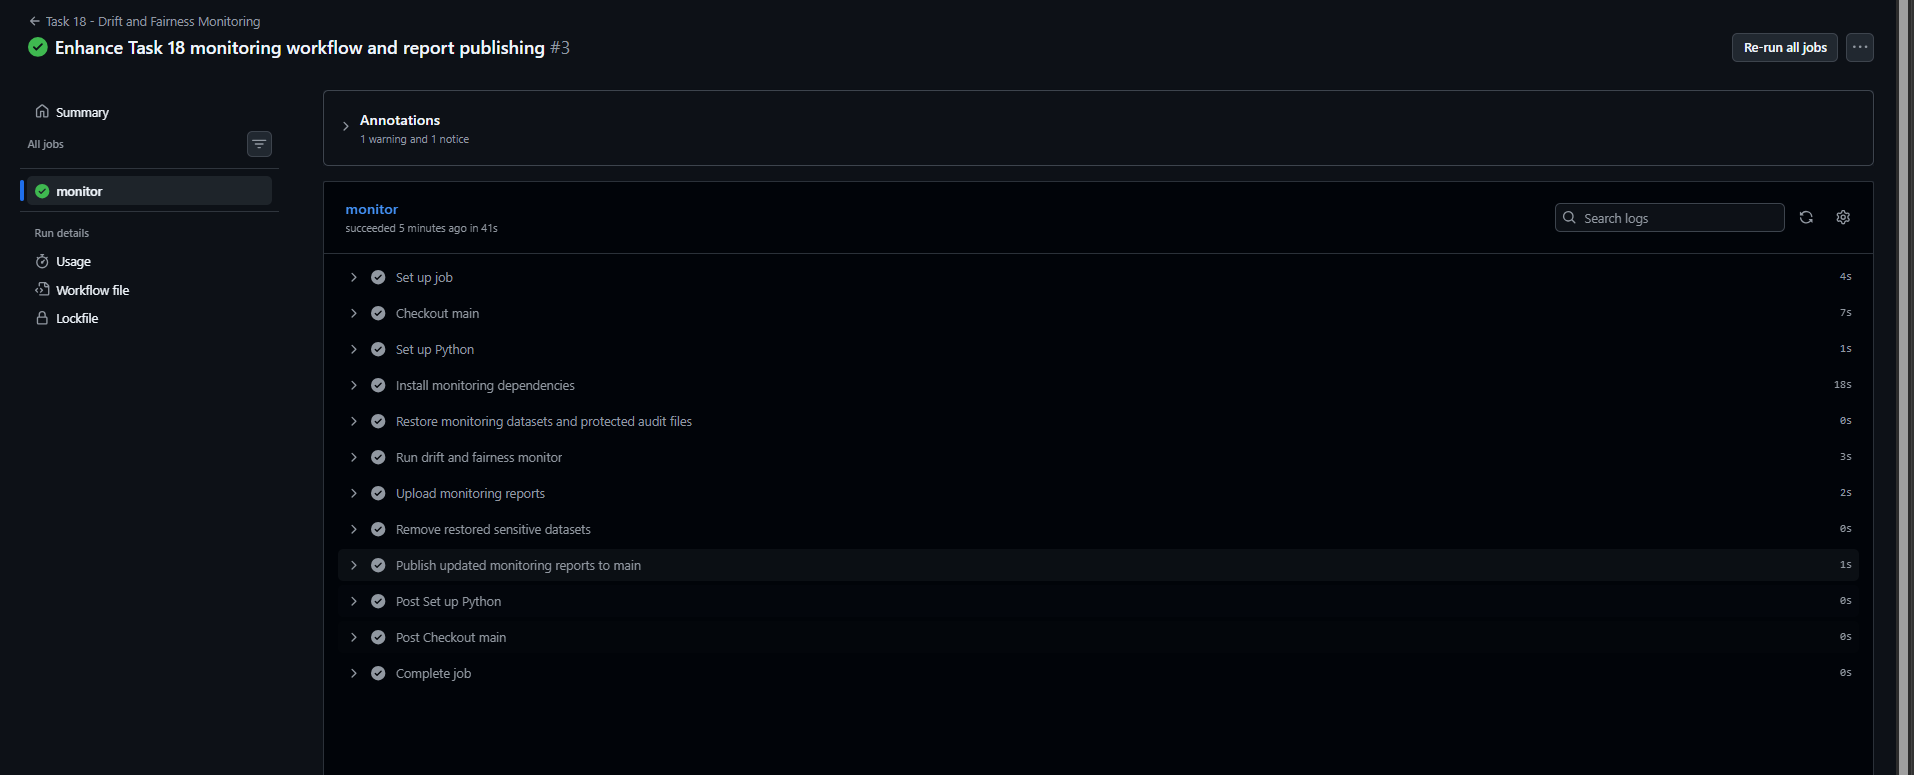 Task 18 - Drift and Fairness Monitoring
Enhance Task 18 monitoring workflow and report publishing #3
Re-run all jobs
Summary
All jobs
monitor
Run details
Usage
Workflow file
Lockfile
Annotations
1 warning and 1 notice
monitor
succeeded 5 minutes ago in 41s
Search logs
Set up job 4s
Checkout main 7s
Set up Python 1s
Install monitoring dependencies 18s
Restore monitoring datasets and protected audit files 0s
Run drift and fairness monitor 3s
Upload monitoring reports 2s
Remove restored sensitive datasets 0s
Publish updated monitoring reports to main 1s
Post Set up Python 0s
Post Checkout main 0s
Complete job 0s